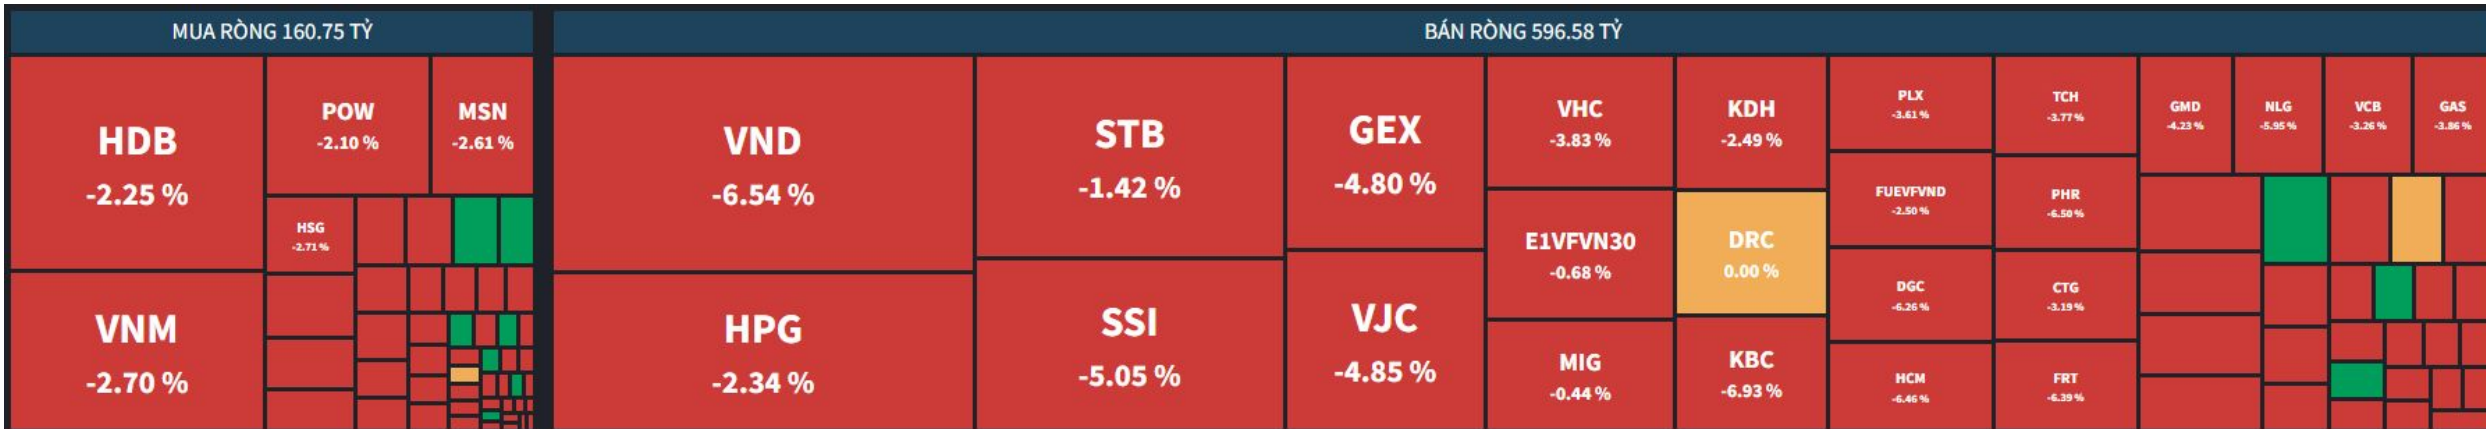 MUA RÒNG 160.75 TỶ
HDB
-2.25 %
POW
-2.10 %
MSN
-2.61 %
HSG
-2.71 %
VNM
-2.70 %
BÁN RÒNG 596.58 TỶ
VND
-6.54 %
HPG
-2.34 %
STB
-1.42 %
SSI
-5.05 %
GEX
-4.80 %
VJC
-4.85 %
VHC
-3.83 %
E1VFVN30
-0.68 %
MIG
-0.44 %
KDH
-2.49 %
DRC
0.00 %
KBC
-6.93 %
PLX
-3.61 %
FUEVFVND
-2.50 %
DGC
-6.26 %
HCM
-6.46 %
TCH
-3.77 %
PHR
-6.50 %
CTG
-3.19 %
FRT
-6.39 %
GMD
-4.23 %
NLG
-5.95 %
VCB
-3.26 %
GAS
-3.86 %